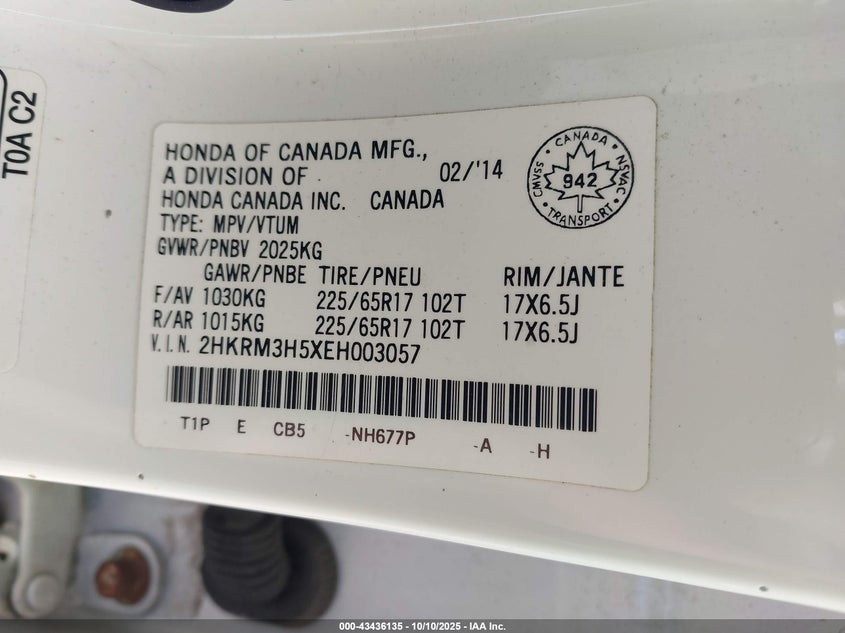 T0A C2
HONDA OF CANADA MFG.,
A DIVISION OF 02/'14
HONDA CANADA INC. CANADA
TYPE: MPV/VTUM
GVWR/PNBV 2025KG
GAWR/PNBE TIRE/PNEU RIM/JANTE
F/AV 1030KG 225/65R17 102T 17X6.5J
R/AR 1015KG 225/65R17 102T 17X6.5J
V.I.N. 2HKRM3H5XEH003057
T1P E CB5 -NH677P -A -H
CANADA
CMVSS 942 NSVAC
TRANSPORT
000-43436135 - 10/10/2025 - IAA Inc.